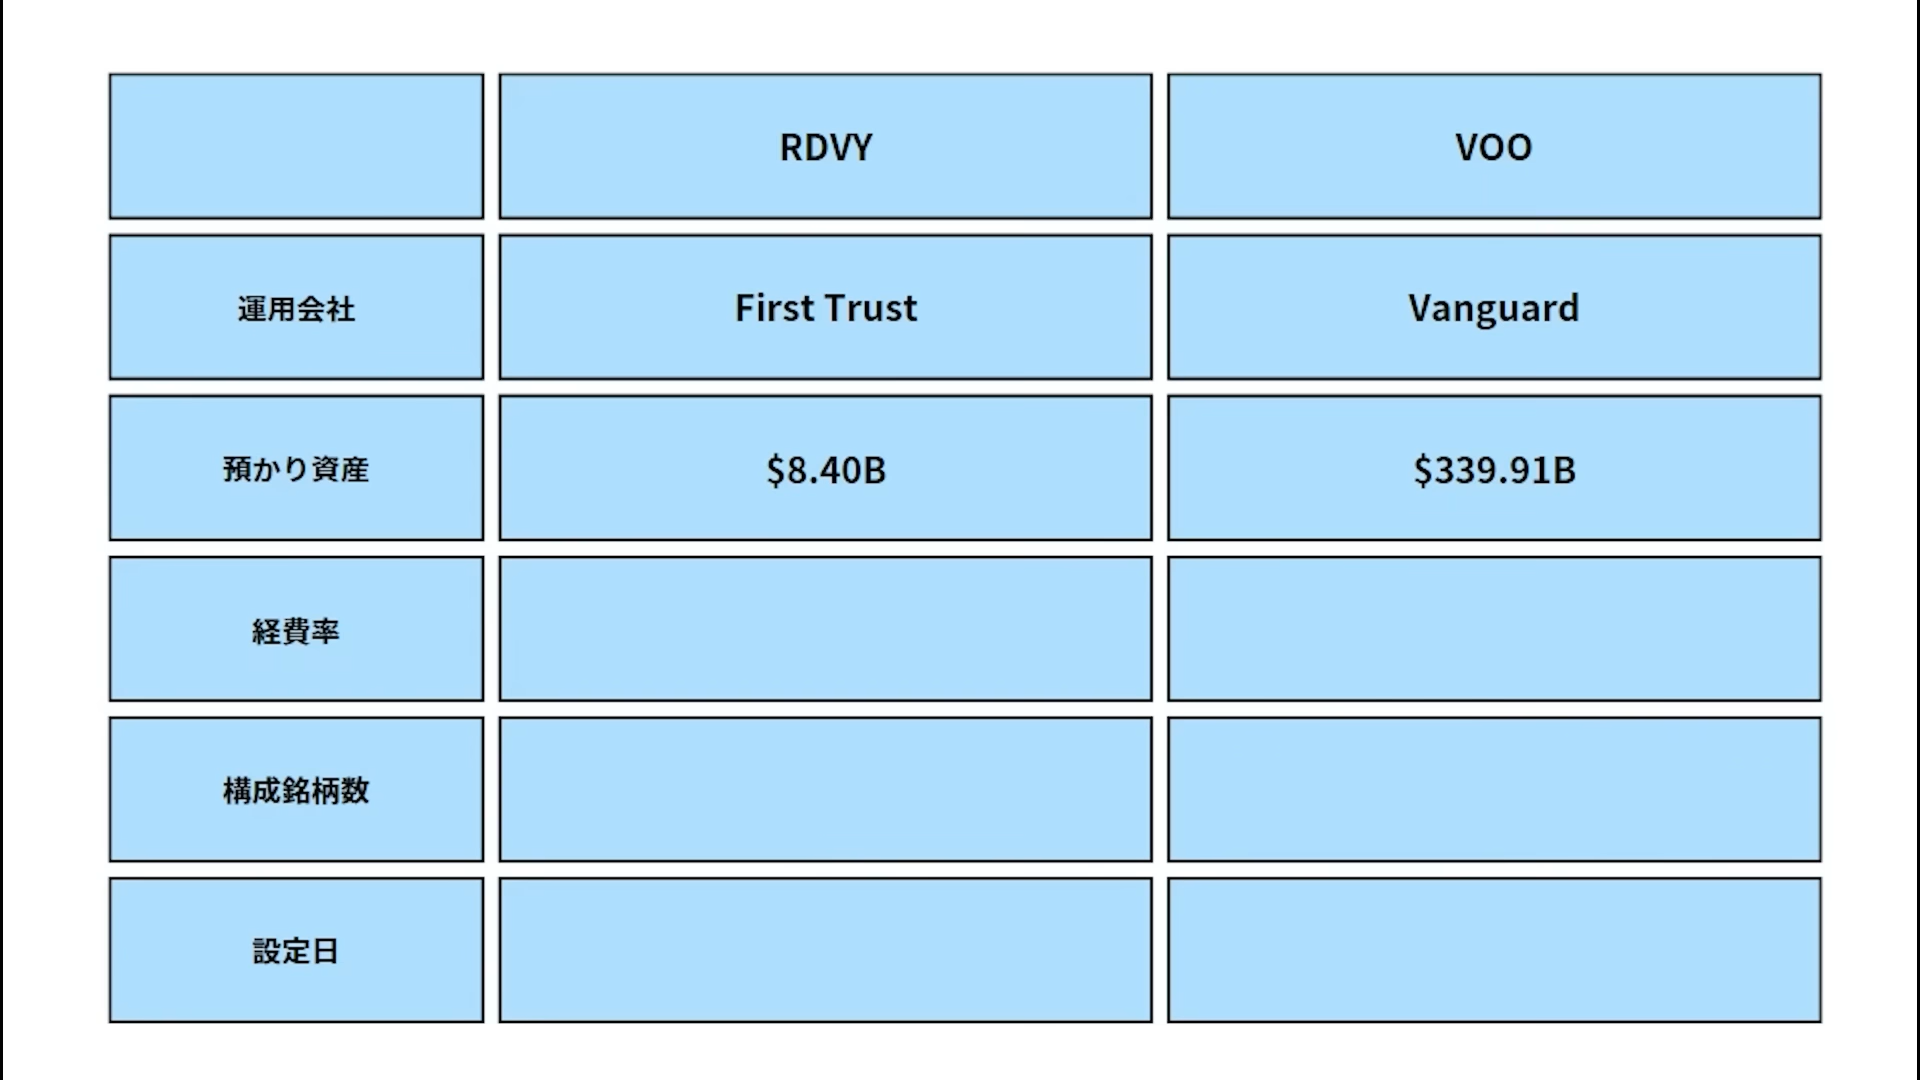 RDVY
VOO
運用会社
First Trust
Vanguard
預かり資産
$8.40B
$339.91B
経費率
構成銘柄数
設定日